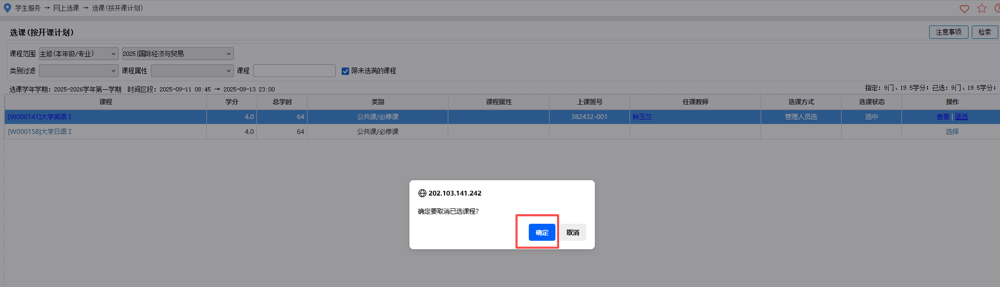 学生服务 → 网上选课 → 选课(按开课计划)
选课(按开课计划)
注意事项 检索
课程范围 主修(本年级/专业) 2025|国际经济与贸易
类别过滤 课程属性 课程 限未选满的课程
选课学年学期：2025-2026学年第一学期 时间区段：2025-09-11 08:45 → 2025-09-13 23:00 指定：9门、19.5学分；已选：9门、19.5学分；
课程 学分 总学时 类别 课程属性 上课班号 任课教师 选课方式 选课状态 操作
[W000141]大学英语Ⅰ 4.0 64 公共课/必修课 382432-001 钟玉兰 管理人员选 选中 查看 | 退选
[W000158]大学日语Ⅰ 4.0 64 公共课/必修课 选择
202.103.141.242
确定要取消已选课程?
确定 取消